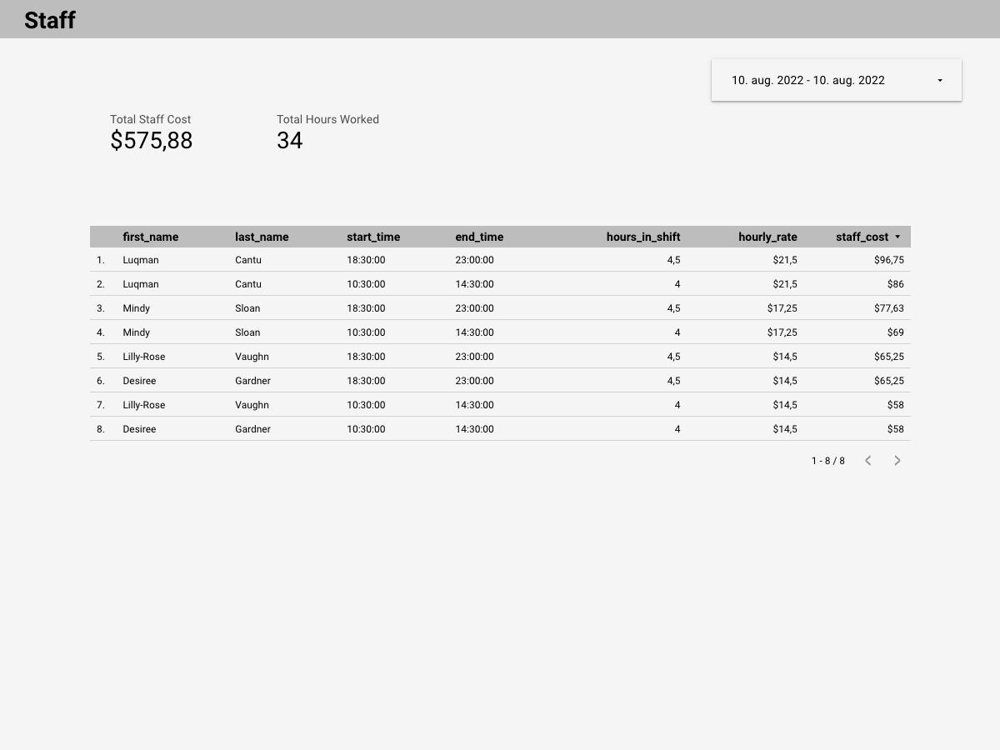 Staff
10. aug. 2022 - 10. aug. 2022
Total Staff Cost Total Hours Worked
$575,88 34
first_name last_name start_time end_time hours_in_shift hourly_rate staff_cost
1. Luqman Cantu 18:30:00 23:00:00 4,5 $21,5 $96,75
2. Luqman Cantu 10:30:00 14:30:00 4 $21,5 $86
3. Mindy Sloan 18:30:00 23:00:00 4,5 $17,25 $77,63
4. Mindy Sloan 10:30:00 14:30:00 4 $17,25 $69
5. Lilly-Rose Vaughn 18:30:00 23:00:00 4,5 $14,5 $65,25
6. Desiree Gardner 18:30:00 23:00:00 4,5 $14,5 $65,25
7. Lilly-Rose Vaughn 10:30:00 14:30:00 4 $14,5 $58
8. Desiree Gardner 10:30:00 14:30:00 4 $14,5 $58
1 - 8 / 8